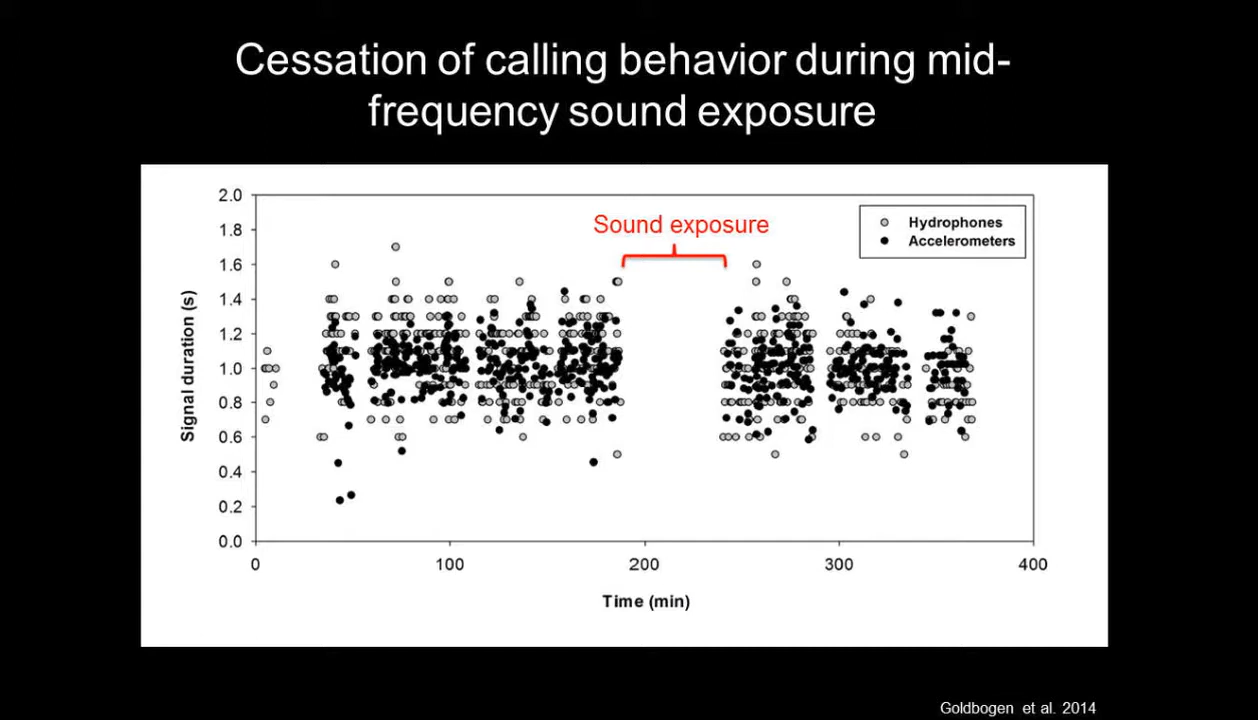 Cessation of calling behavior during mid-
frequency sound exposure
2.0
1.8
1.6
1.4
1.2
1.0
0.8
0.6
0.4
0.2
0.0
Signal duration (s)
Sound exposure
Hydrophones
Accelerometers
0 100 200 300 400
Time (min)
Goldbogen et al. 2014